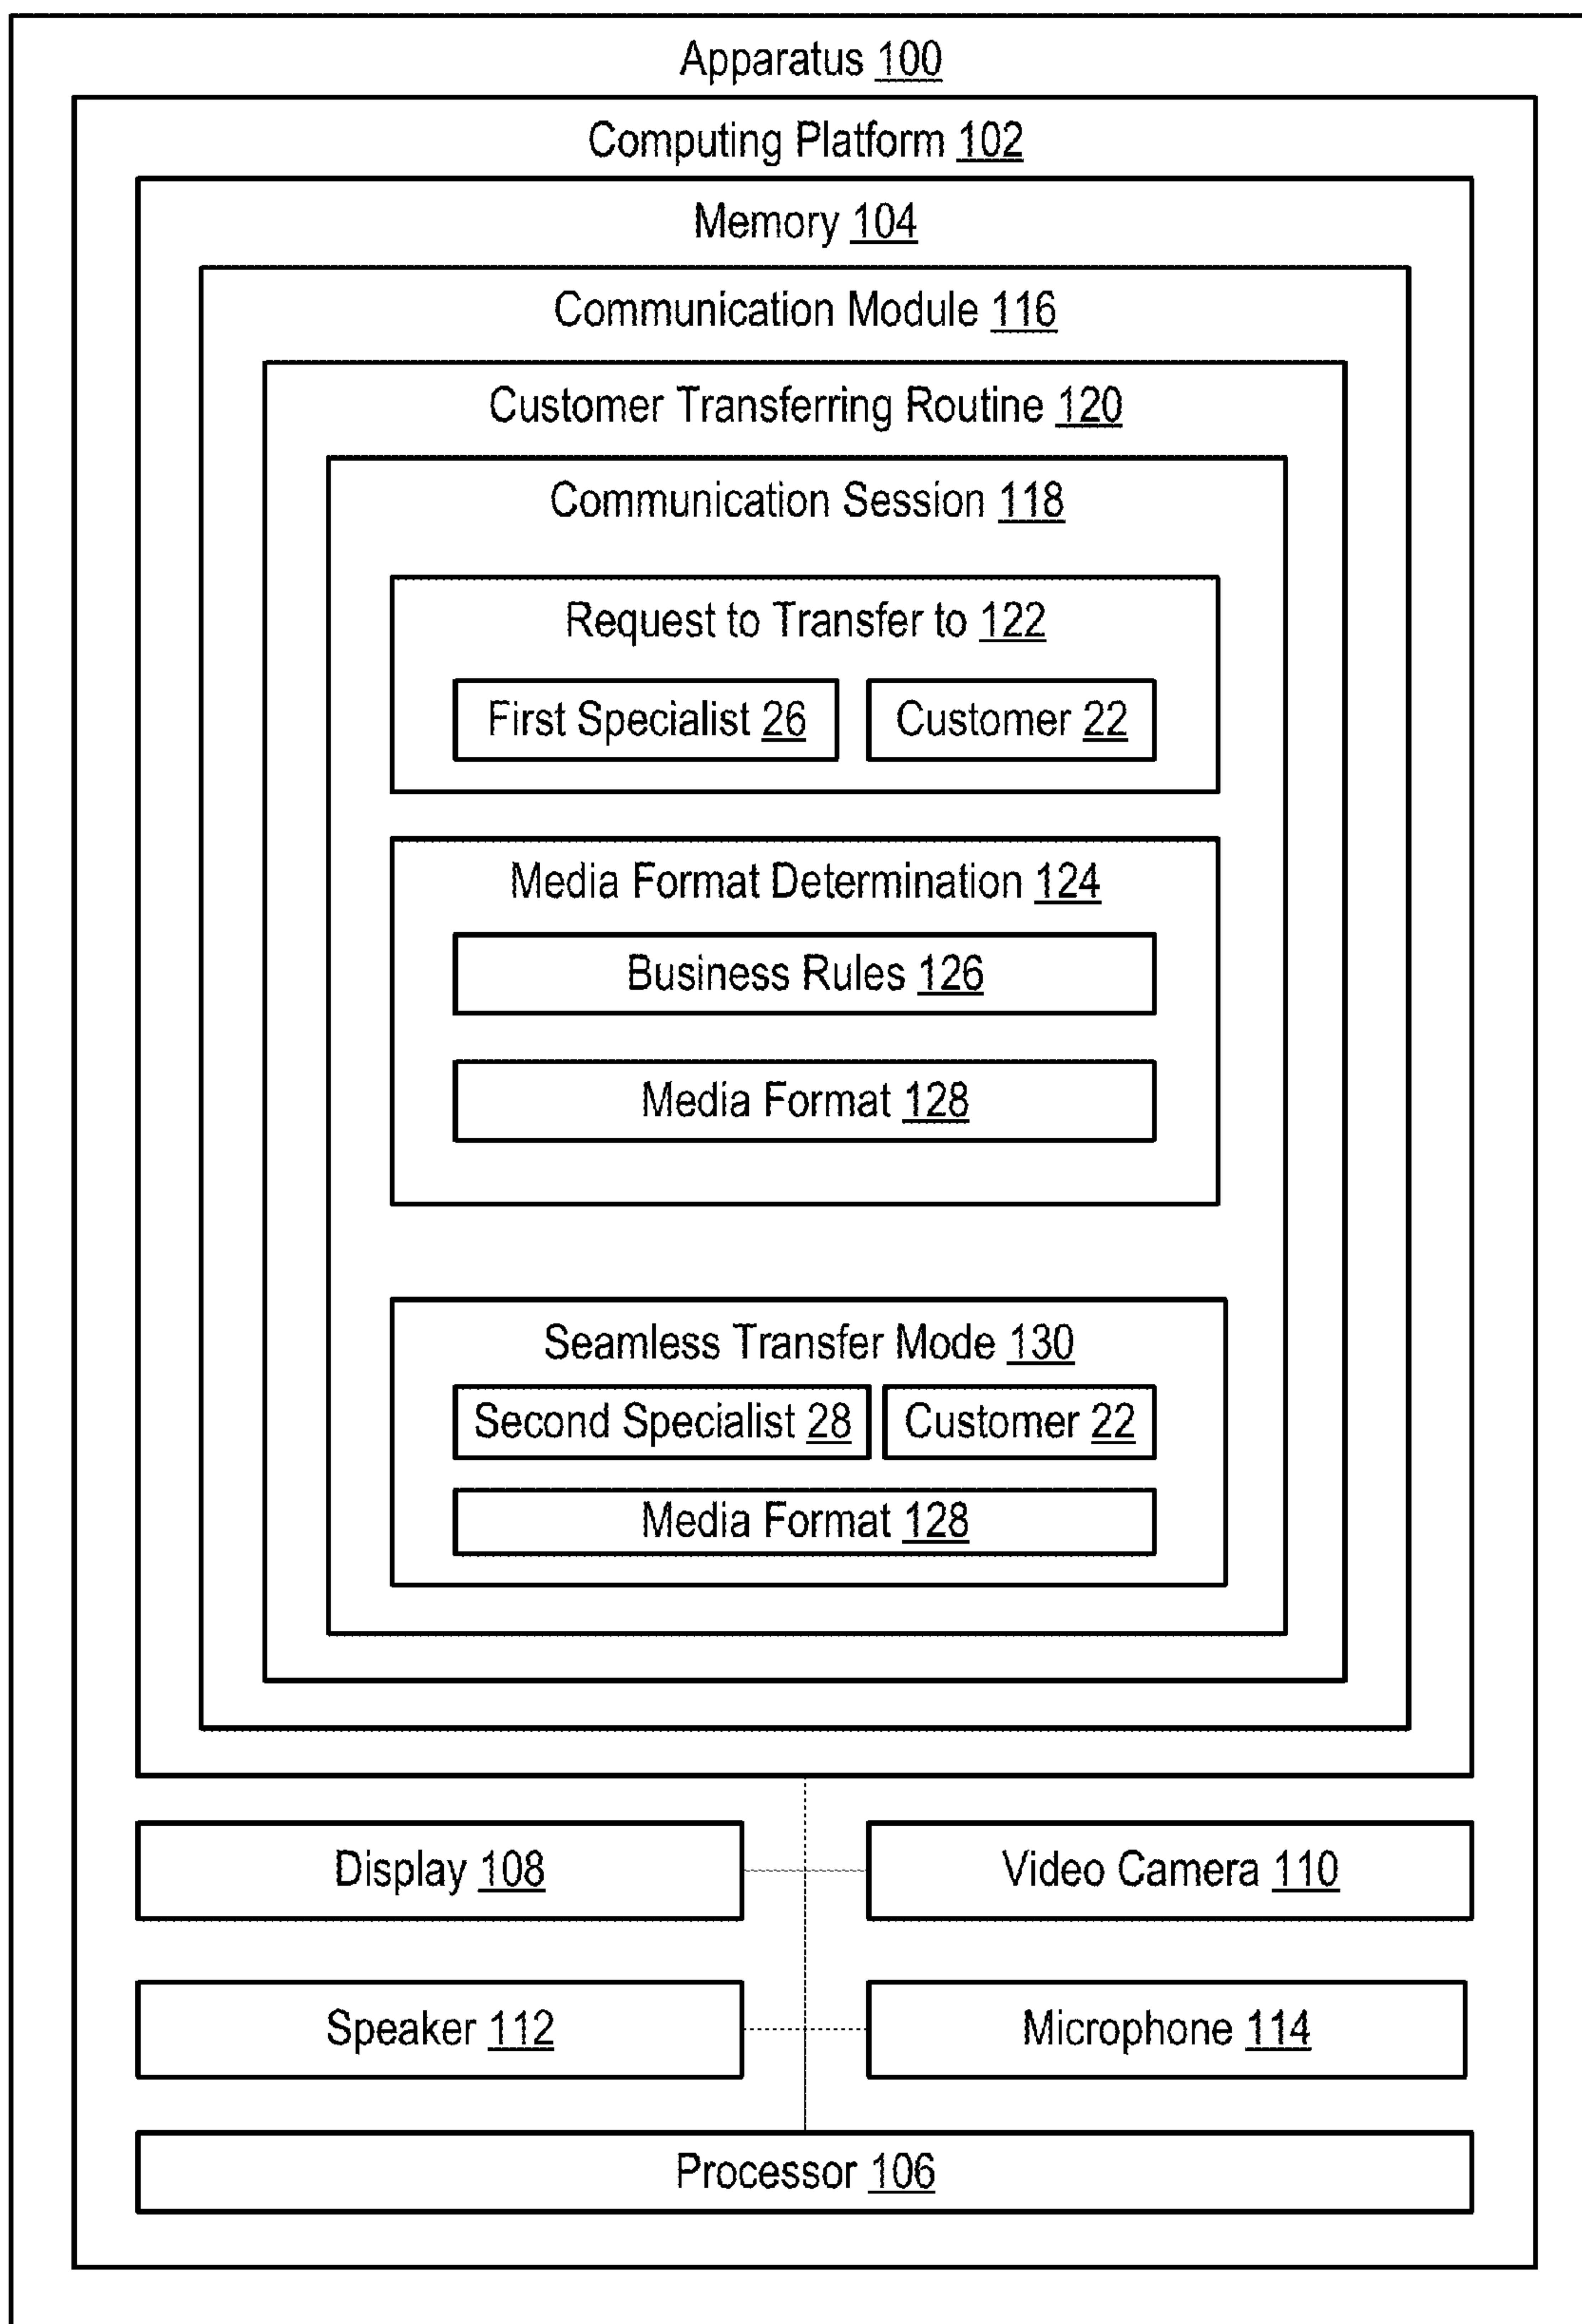 Apparatus 100
Computing Platform 102
Memory 104
Communication Module 116
Customer Transferring Routine 120
Communication Session 118
Request to Transfer to 122
First Specialist 26
Customer 22
Media Format Determination 124
Business Rules 126
Media Format 128
Seamless Transfer Mode 130
Second Specialist 28
Customer 22
Media Format 128
Display 108
Video Camera 110
Speaker 112
Microphone 114
Processor 106